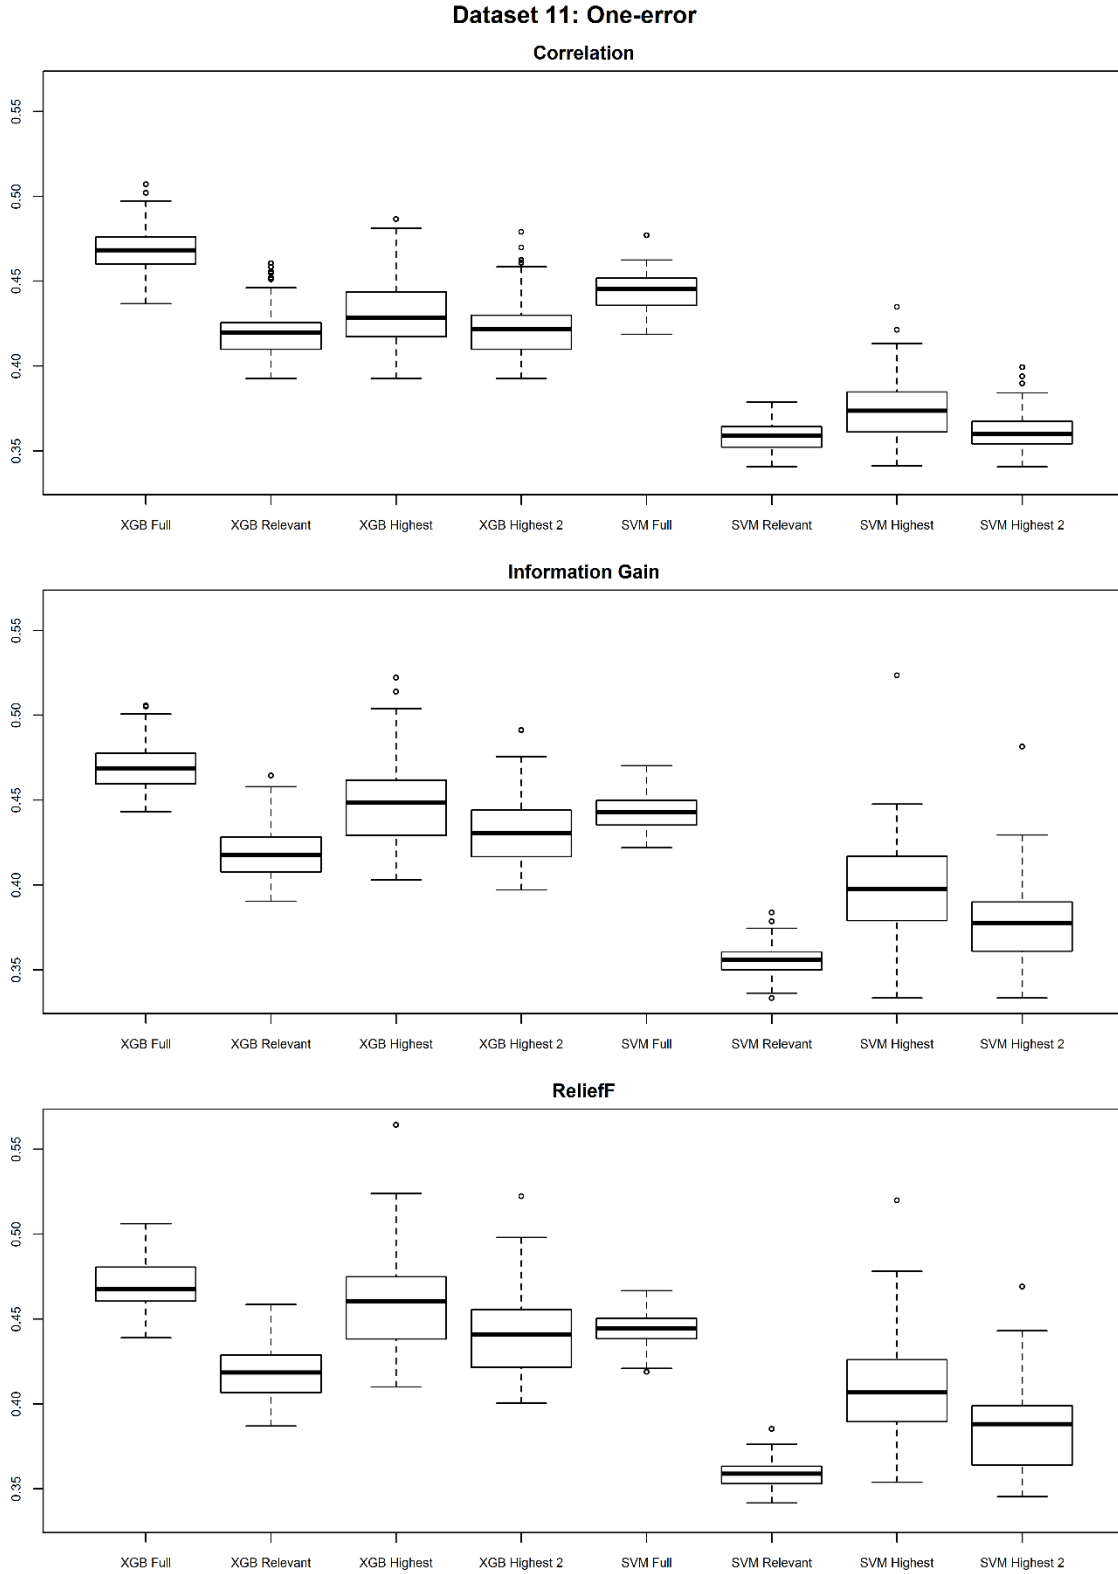 Dataset 11: One-error
Correlation
0.55
0.50
0.45
0.40
0.35
XGB Full XGB Relevant XGB Highest XGB Highest 2 SVM Full SVM Relevant SVM Highest SVM Highest 2
Information Gain
0.55
0.50
0.45
0.40
0.35
XGB Full XGB Relevant XGB Highest XGB Highest 2 SVM Full SVM Relevant SVM Highest SVM Highest 2
ReliefF
0.55
0.50
0.45
0.40
0.35
XGB Full XGB Relevant XGB Highest XGB Highest 2 SVM Full SVM Relevant SVM Highest SVM Highest 2